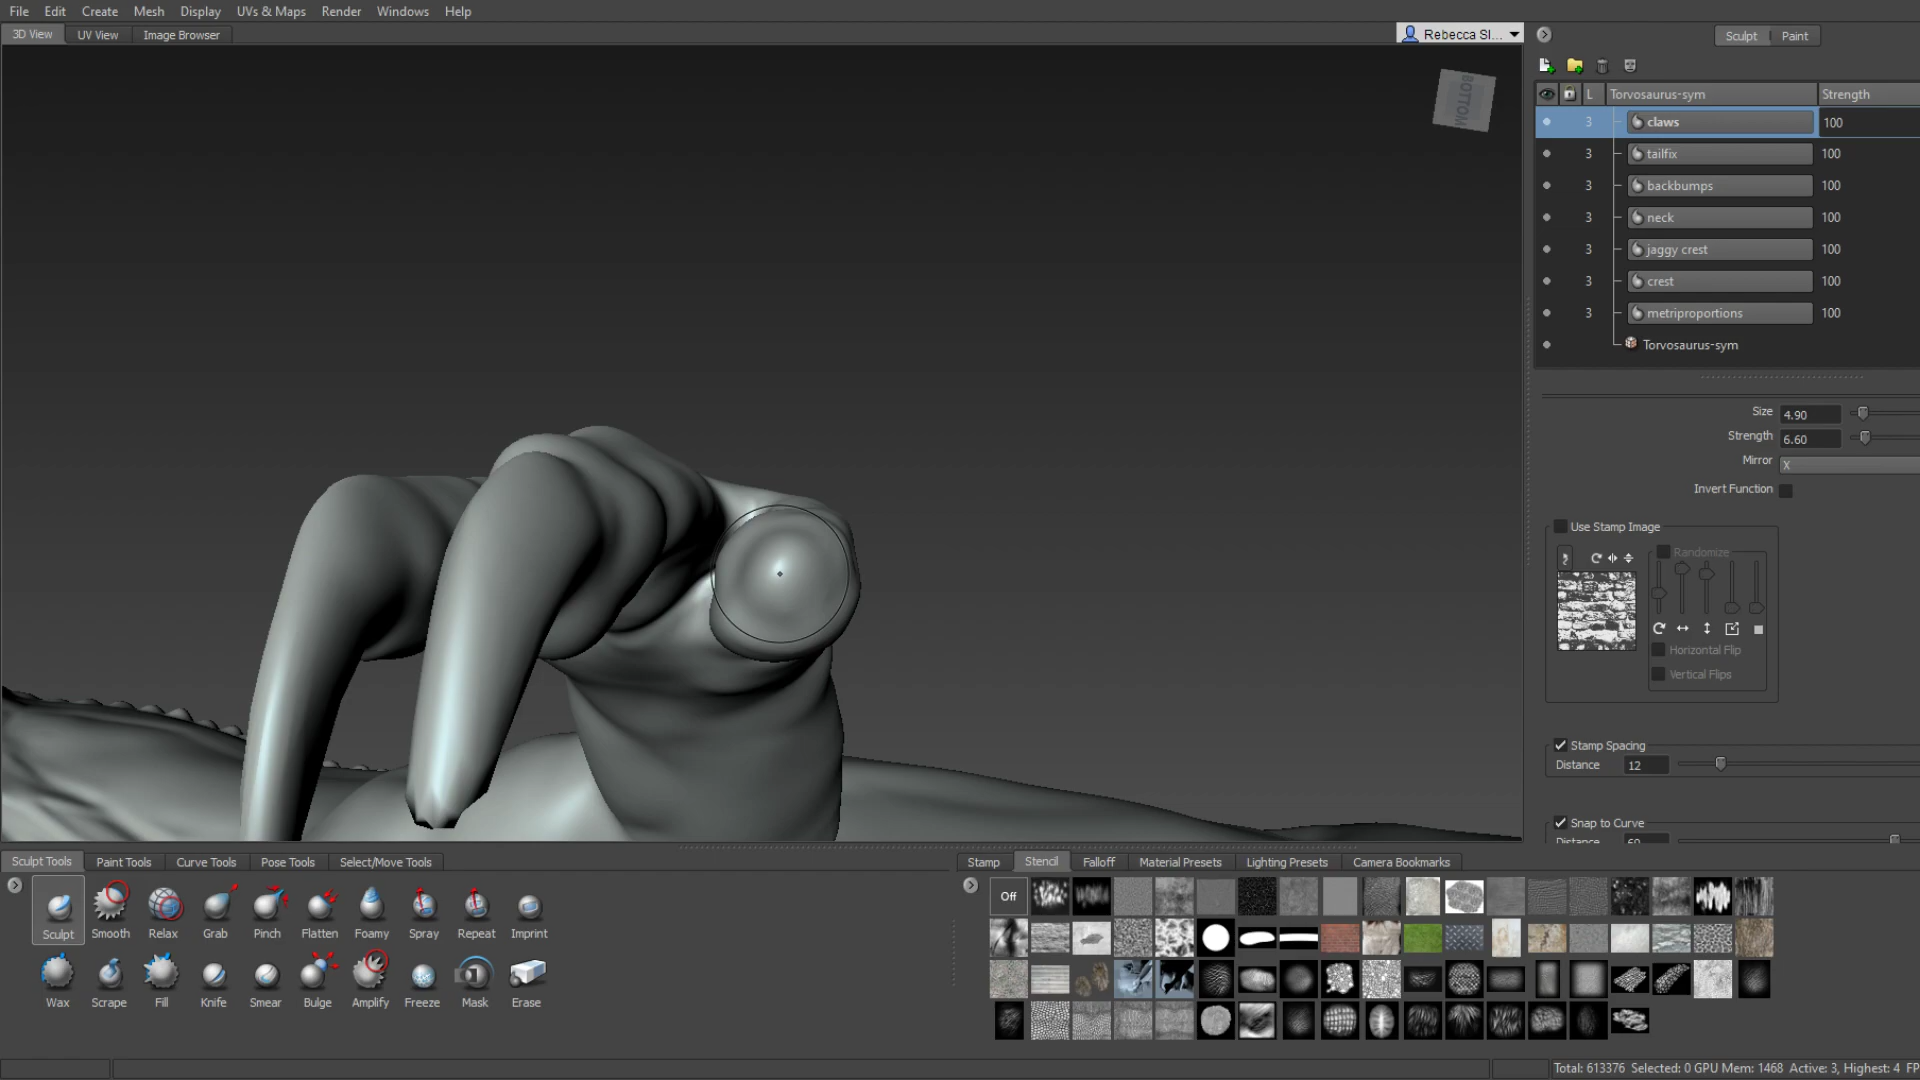 File Edit Create Mesh Display UVs & Maps Render Windows Help
3D View UV View Image Browser
Rebecca Sl...
Sculpt Paint
BOTTOM
L Torvosaurus-sym Strength
3 claws 100
3 tailfix 100
3 backbumps 100
3 neck 100
3 jaggy crest 100
3 crest 100
3 metriproportions 100
Torvosaurus-sym
Size 4.90
Strength 6.60
Mirror X
Invert Function
Use Stamp Image
Randomize
Horizontal Flip
Vertical Flips
Stamp Spacing
Distance 12
Snap to Curve
Distance 60
Sculpt Tools Paint Tools Curve Tools Pose Tools Select/Move Tools
Stamp Stencil Falloff Material Presets Lighting Presets Camera Bookmarks
Off
Sculpt Smooth Relax Grab Pinch Flatten Foamy Spray Repeat Imprint
Wax Scrape Fill Knife Smear Bulge Amplify Freeze Mask Erase
Total: 613376 Selected: 0 GPU Mem: 1468 Active: 3, Highest: 4 FP